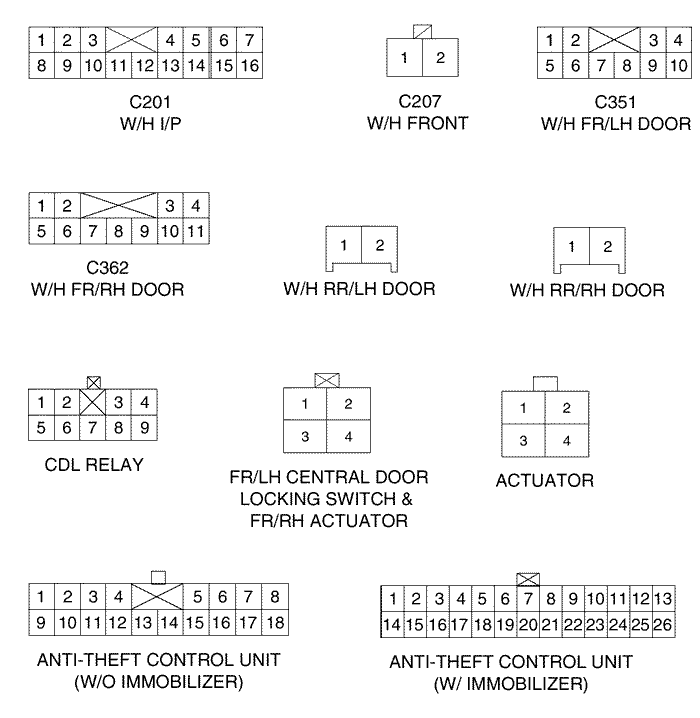 1 2 3 4 5 6 7
8 9 10 11 12 13 14 15 16
C201
W/H I/P
1 2
C207
W/H FRONT
1 2 3 4
5 6 7 8 9 10
C351
W/H FR/LH DOOR
1 2 3 4
5 6 7 8 9 10 11
C362
W/H FR/RH DOOR
1 2
W/H RR/LH DOOR
1 2
W/H RR/RH DOOR
1 2 3 4
5 6 7 8 9
CDL RELAY
1 2
3 4
FR/LH CENTRAL DOOR
LOCKING SWITCH &
FR/RH ACTUATOR
1 2
3 4
ACTUATOR
1 2 3 4 5 6 7 8
9 10 11 12 13 14 15 16 17 18
ANTI-THEFT CONTROL UNIT
(W/O IMMOBILIZER)
1 2 3 4 5 6 7 8 9 10 11 12 13
14 15 16 17 18 19 20 21 22 23 24 25 26
ANTI-THEFT CONTROL UNIT
(W/ IMMOBILIZER)